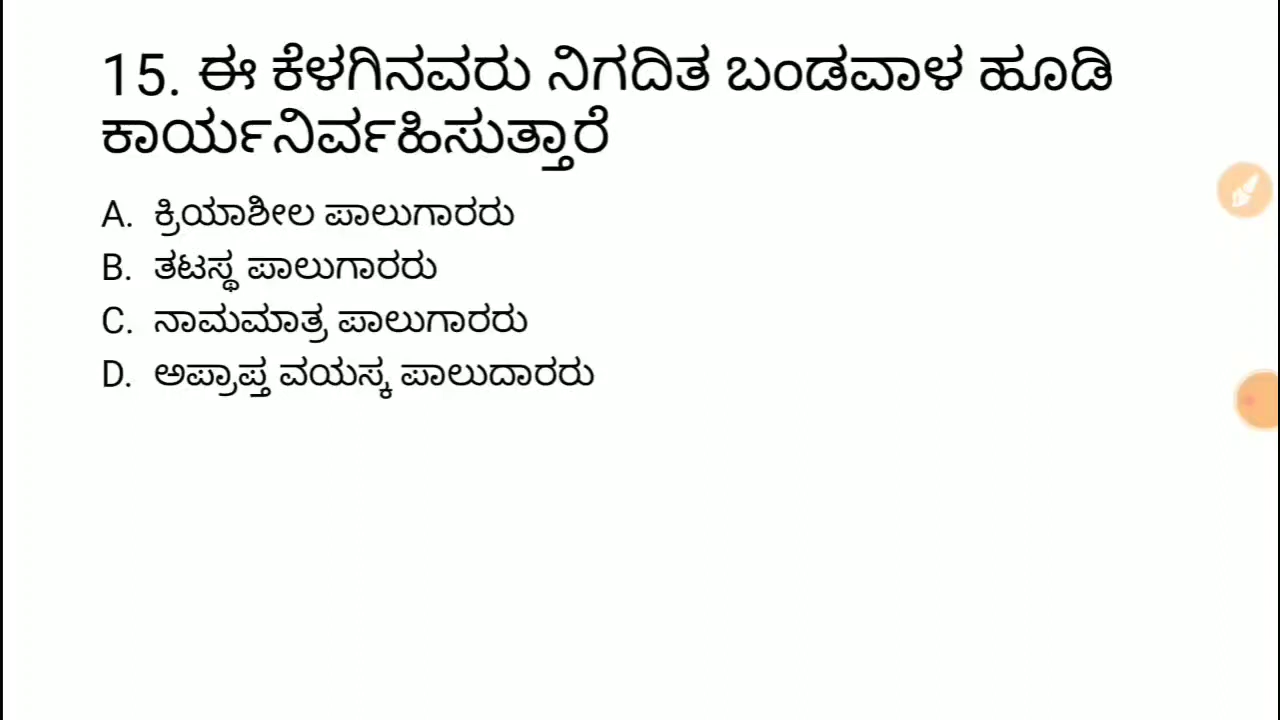 15. ಈ ಕೆಳಗಿನವರು ನಿಗದಿತ ಬಂಡವಾಳ ಹೂಡಿ
ಕಾರ್ಯನಿರ್ವಹಿಸುತ್ತಾರೆ
A. ಕ್ರಿಯಾಶೀಲ ಪಾಲುಗಾರರು
B. ತಟಸ್ಥ ಪಾಲುಗಾರರು
C. ನಾಮಮಾತ್ರ ಪಾಲುಗಾರರು
D. ಅಪ್ರಾಪ್ತ ವಯಸ್ಕ ಪಾಲುದಾರರು